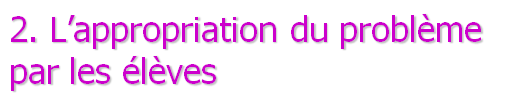 2. L’appropriation du problème
par les élèves